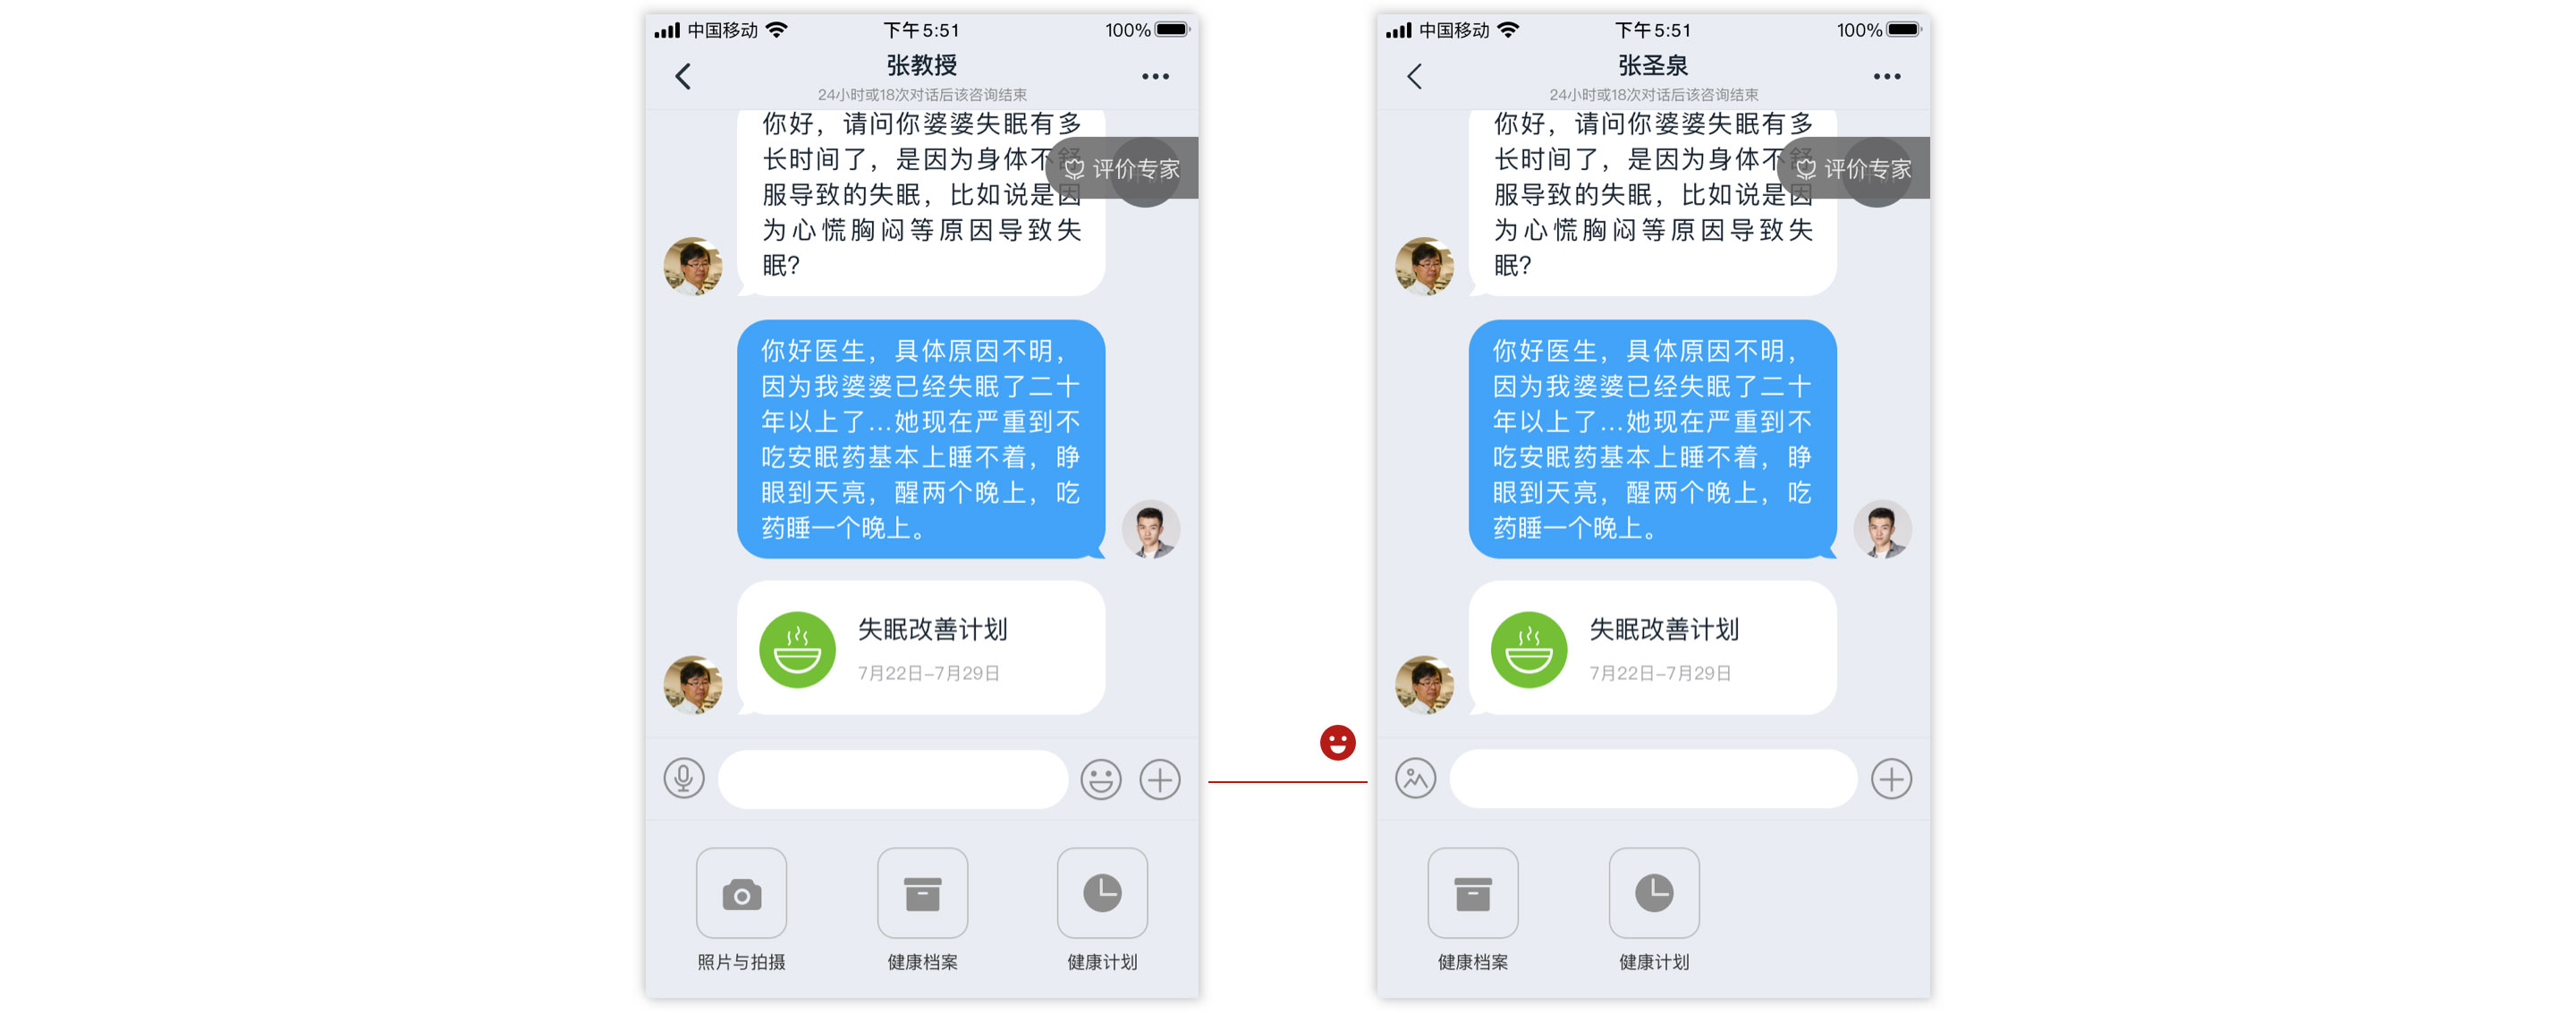 中国移动
下午5:51
100%
张教授
24小时或18次对话后该咨询结束
你好，请问你婆婆失眠有多
长时间了，是因为身体不舒
服导致的失眠，比如说是因
为心慌胸闷等原因导致失
眠？
评价专家
你好医生，具体原因不明，
因为我婆婆已经失眠了二十
年以上了...她现在严重到不
吃安眠药基本上睡不着，睁
眼到天亮，醒两个晚上，吃
药睡一个晚上。
失眠改善计划
7月22日-7月29日
照片与拍摄
健康档案
健康计划
中国移动
下午5:51
100%
张圣泉
24小时或18次对话后该咨询结束
你好，请问你婆婆失眠有多
长时间了，是因为身体不舒
服导致的失眠，比如说是因
为心慌胸闷等原因导致失
眠？
评价专家
你好医生，具体原因不明，
因为我婆婆已经失眠了二十
年以上了...她现在严重到不
吃安眠药基本上睡不着，睁
眼到天亮，醒两个晚上，吃
药睡一个晚上。
失眠改善计划
7月22日-7月29日
健康档案
健康计划